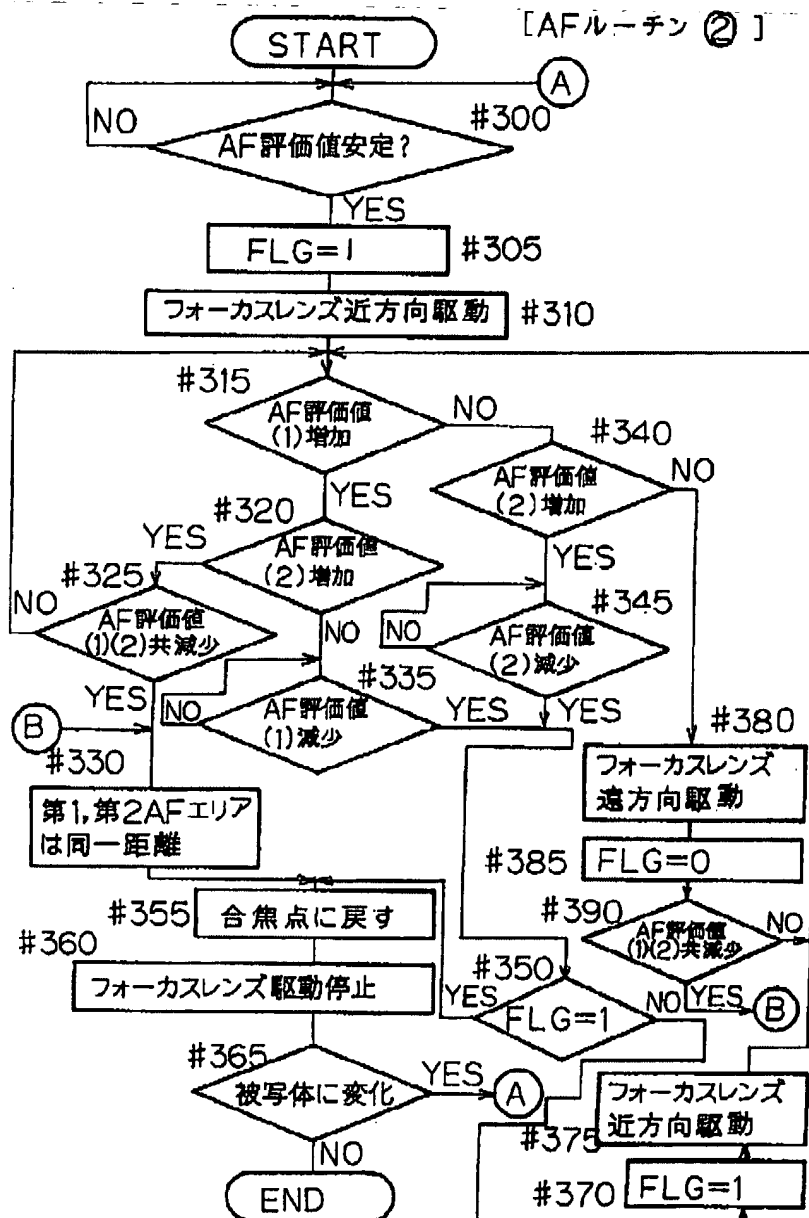 [AFルーチン ②]
START
A
#300
NO
AF評価値安定?
YES
FLG=1
#305
フォーカスレンズ近方向駆動
#310
#315
AF評価値
(1)増加
NO
#340
YES
AF評価値
(2)増加
NO
#320
YES
AF評価値
(2)増加
YES
#325
NO
AF評価値
(1)(2)共減少
NO
#345
NO
AF評価値
(2)減少
YES
#335
NO
AF評価値
(1)減少
YES
YES
B
#330
第1,第2AFエリア
は同一距離
#380
フォーカスレンズ
遠方向駆動
#385
FLG=0
#355
合焦点に戻す
#390
AF評価値
(1)(2)共減少
NO
YES
B
#360
フォーカスレンズ駆動停止
#350
YES
FLG=1
NO
#365
被写体に変化
YES
A
NO
END
フォーカスレンズ
近方向駆動
#375
#370
FLG=1